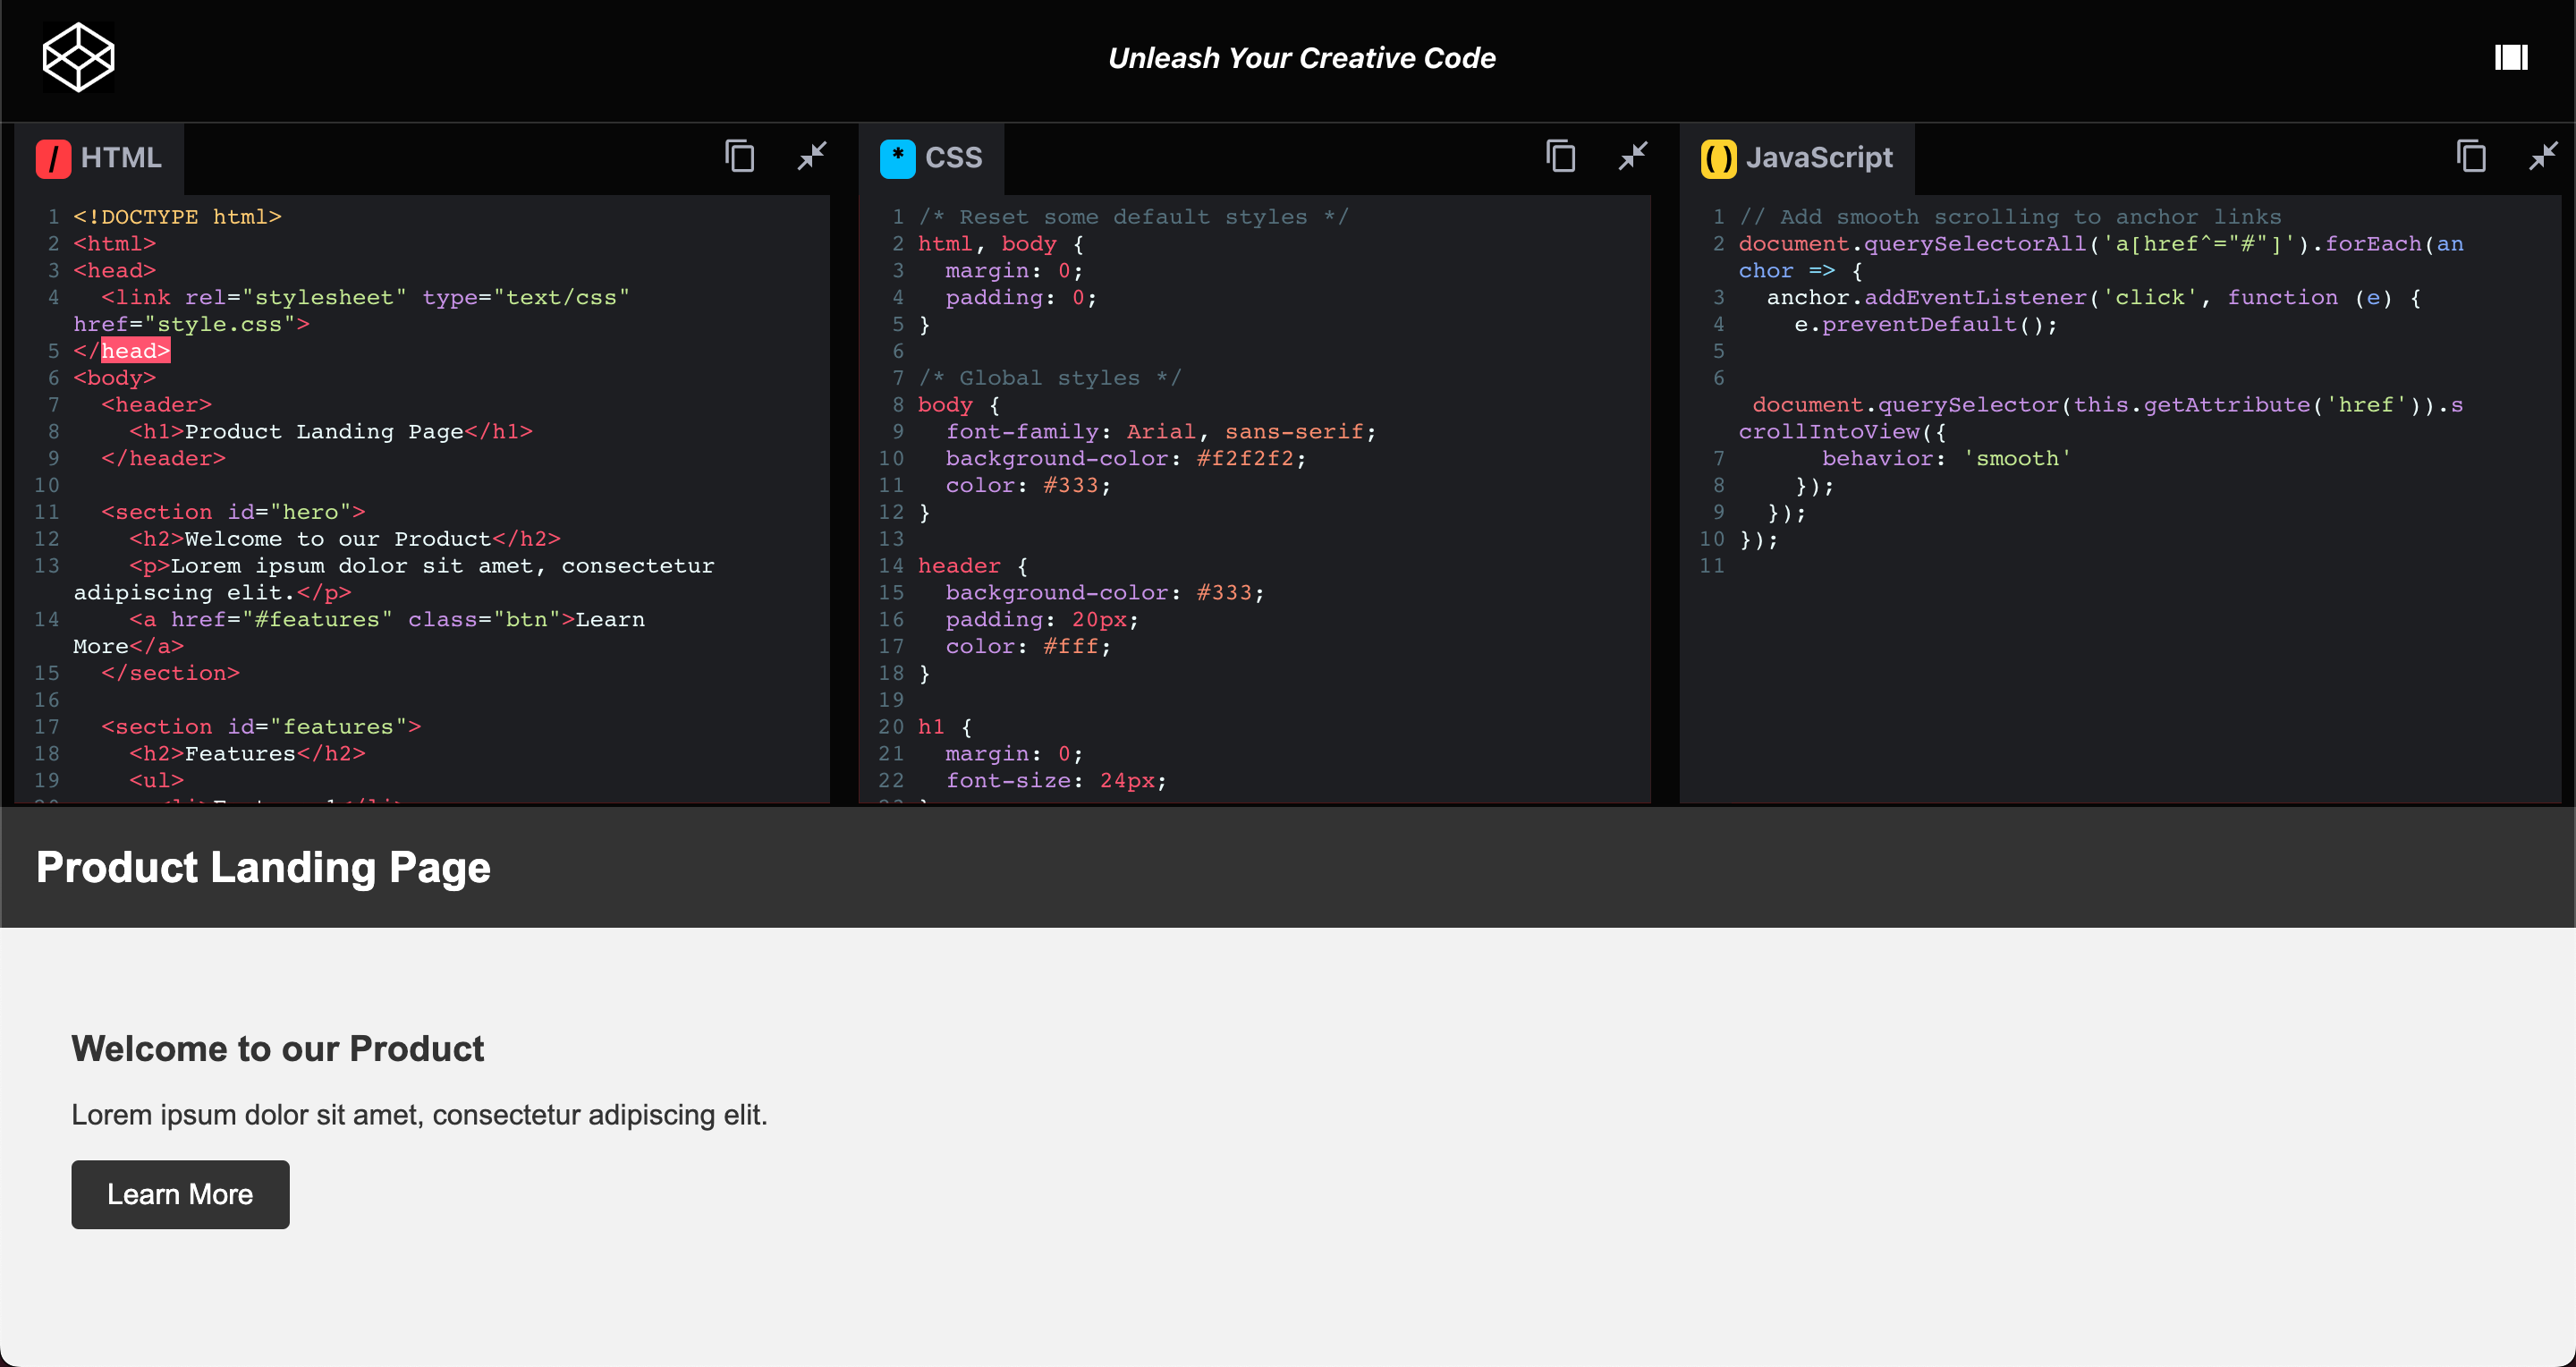 Unleash Your Creative Code
/ HTML
1 <!DOCTYPE html>
2 <html>
3 <head>
4   <link rel="stylesheet" type="text/css"
href="style.css">
5 </head>
6 <body>
7   <header>
8     <h1>Product Landing Page</h1>
9   </header>
10
11   <section id="hero">
12     <h2>Welcome to our Product</h2>
13     <p>Lorem ipsum dolor sit amet, consectetur
adipiscing elit.</p>
14     <a href="#features" class="btn">Learn
More</a>
15   </section>
16
17   <section id="features">
18     <h2>Features</h2>
19     <ul>
* CSS
1 /* Reset some default styles */
2 html, body {
3   margin: 0;
4   padding: 0;
5 }
6
7 /* Global styles */
8 body {
9   font-family: Arial, sans-serif;
10   background-color: #f2f2f2;
11   color: #333;
12 }
13
14 header {
15   background-color: #333;
16   padding: 20px;
17   color: #fff;
18 }
19
20 h1 {
21   margin: 0;
22   font-size: 24px;
() JavaScript
1 // Add smooth scrolling to anchor links
2 document.querySelectorAll('a[href^="#"]').forEach(an
chor => {
3   anchor.addEventListener('click', function (e) {
4     e.preventDefault();
5
6
 document.querySelector(this.getAttribute('href')).s
crollIntoView({
7       behavior: 'smooth'
8     });
9   });
10 });
11
Product Landing Page
Welcome to our Product
Lorem ipsum dolor sit amet, consectetur adipiscing elit.
Learn More